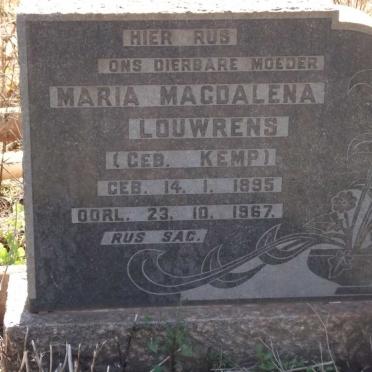 HIER RUS
ONS DIERBARE MOEDER
MARIA MAGDALENA
LOUWRENS
(GEB. KEMP)
GEB. 14. 1. 1895
OORL. 23. 10. 1967.
RUS SAG.